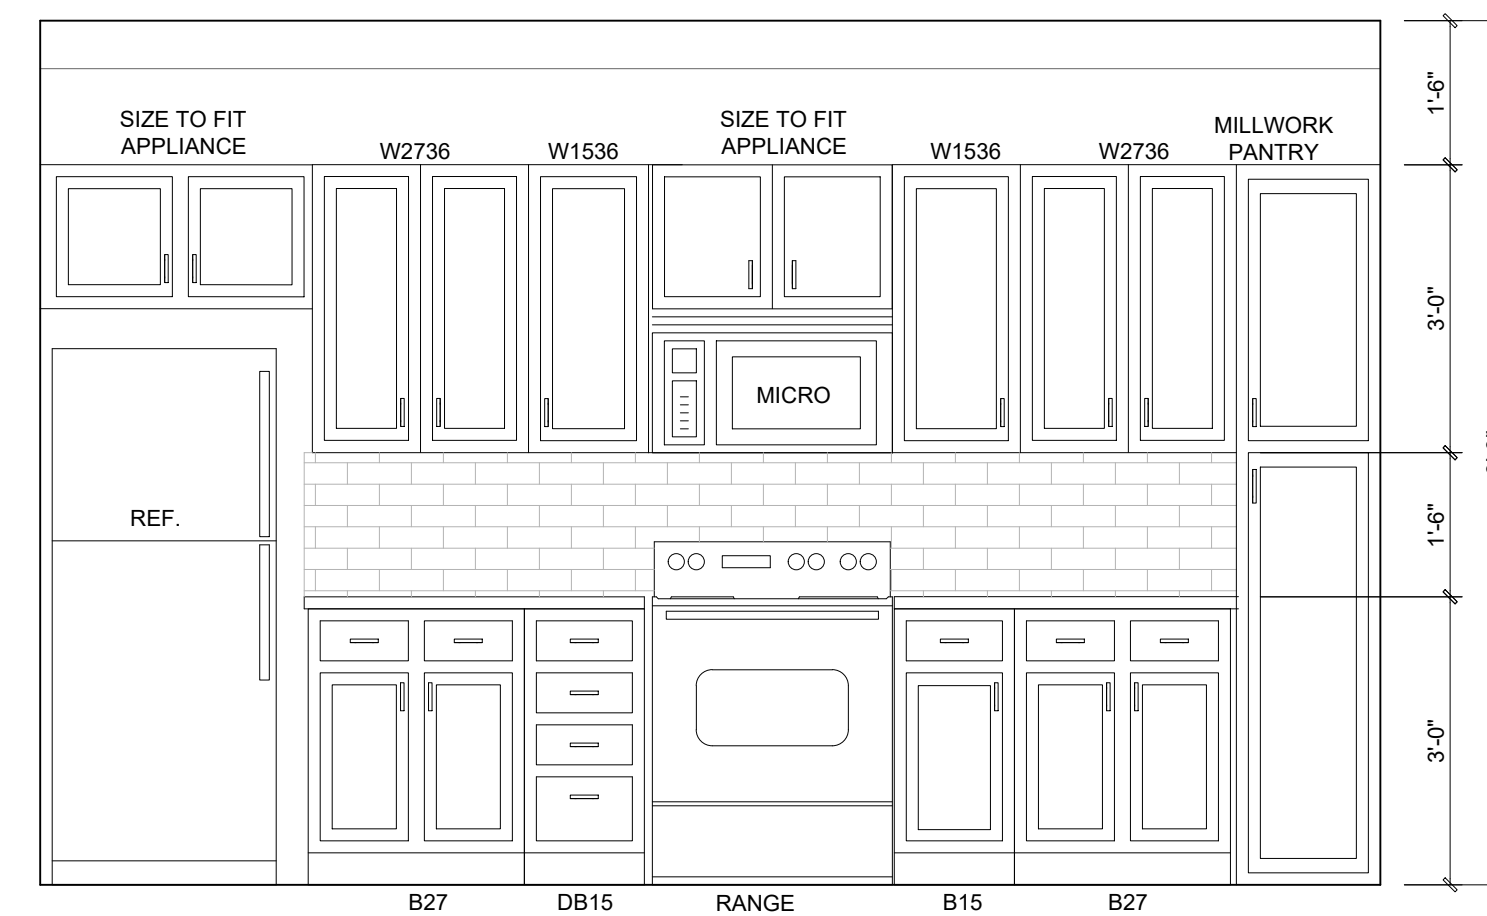 SIZE TO FIT
APPLIANCE
W2736
W1536
SIZE TO FIT
APPLIANCE
W1536
W2736
MILLWORK
PANTRY
1'-6"
3'-0"
1'-6"
3'-0"
MICRO
REF.
B27
DB15
RANGE
B15
B27